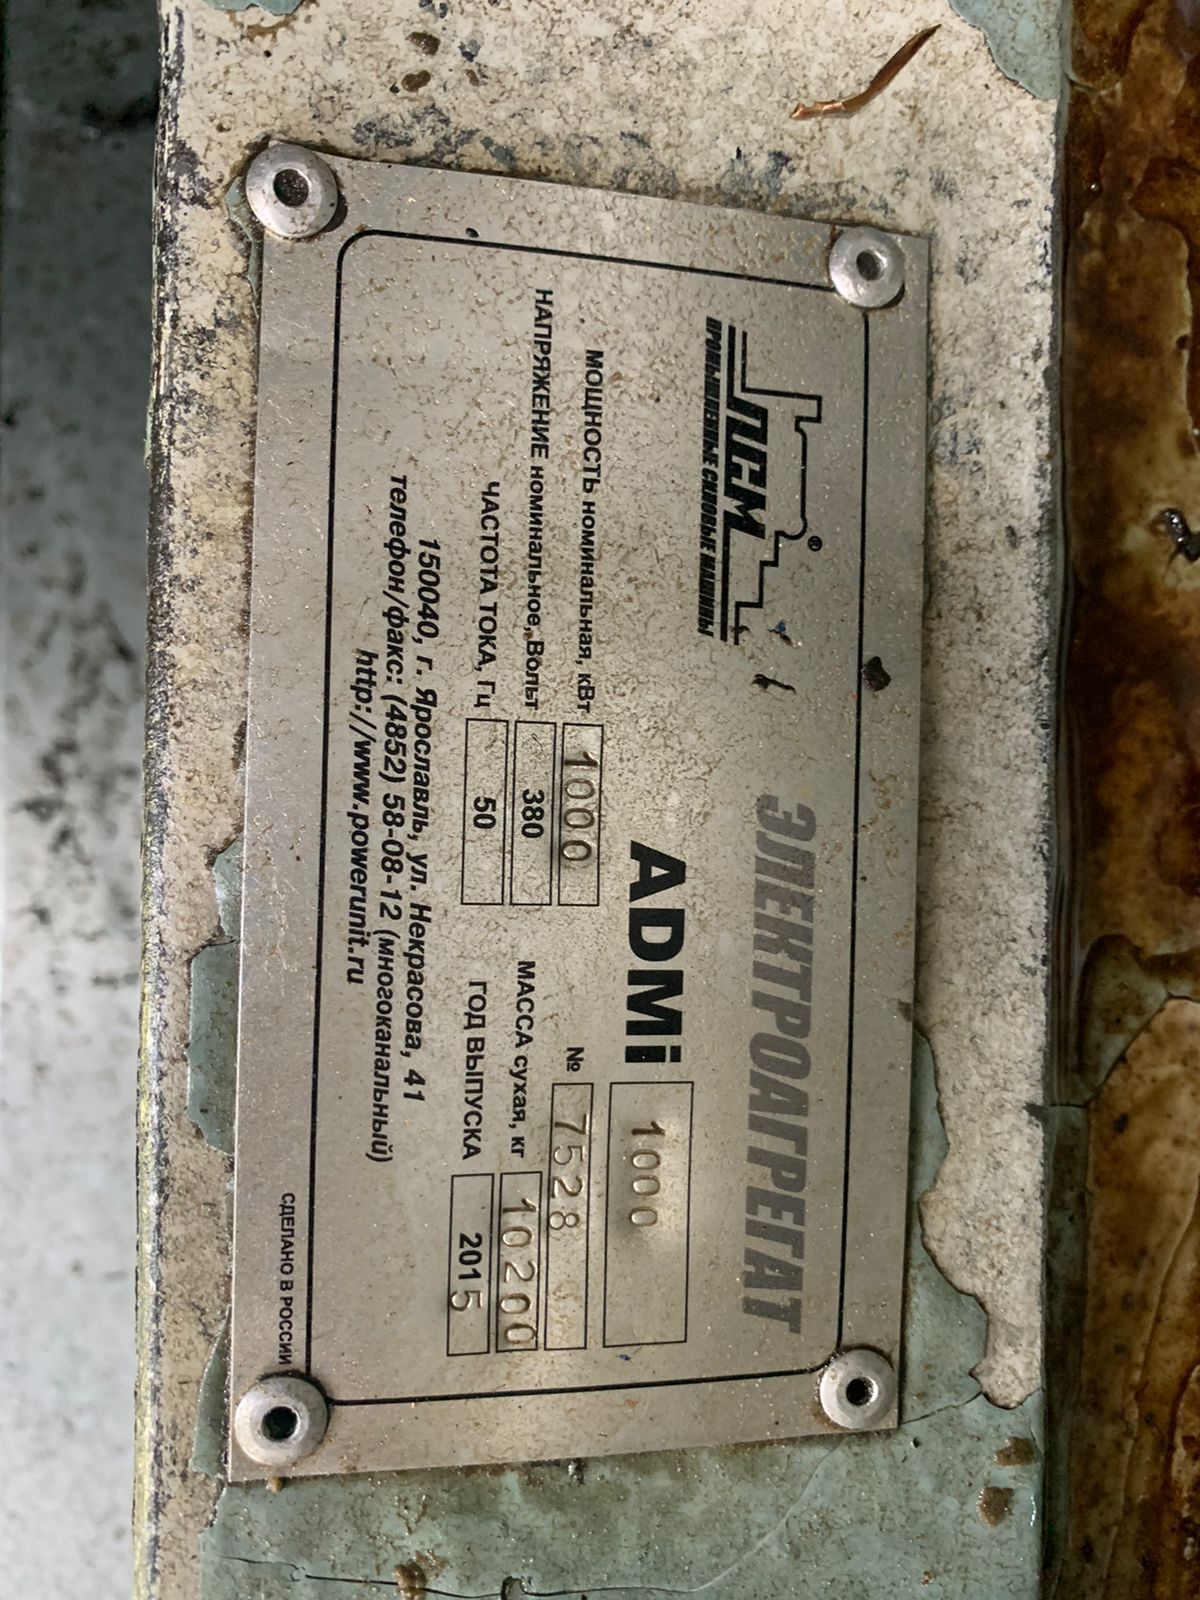 ПСМ®
ПРОМЫШЛЕННЫЕ СИЛОВЫЕ МАШИНЫ
ЭЛЕКТРОАГРЕГАТ
ADMi 1000
МОЩНОСТЬ номинальная, кВт 1000
№ 7528
НАПРЯЖЕНИЕ номинальное, Вольт 380
МАССА сухая, кг 10200
ЧАСТОТА ТОКА, Гц 50
ГОД ВЫПУСКА 2015
150040, г. Ярославль, ул. Некрасова, 41
телефон/факс: (4852) 58-08-12 (многоканальный)
http://www.powerunit.ru
СДЕЛАНО В РОССИИ